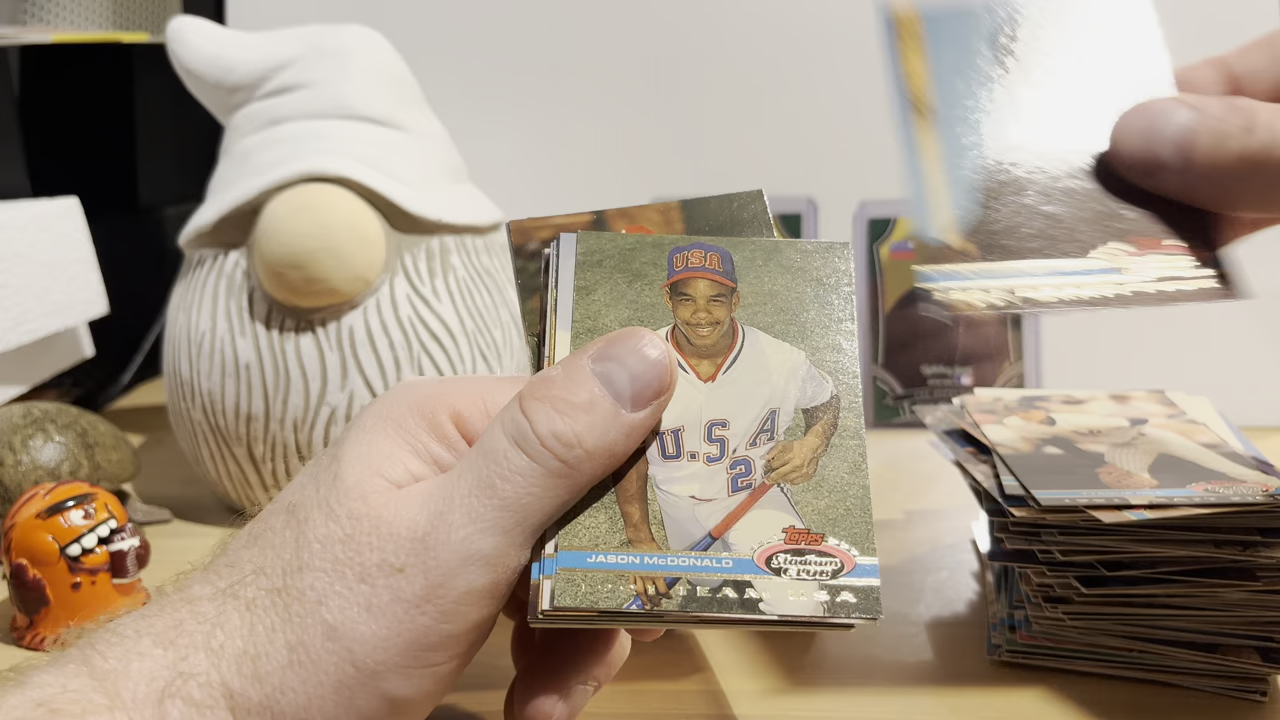 USA
U.S A
2
JASON McDONALD
Topps
Stadium
CLUB
TEAM USA